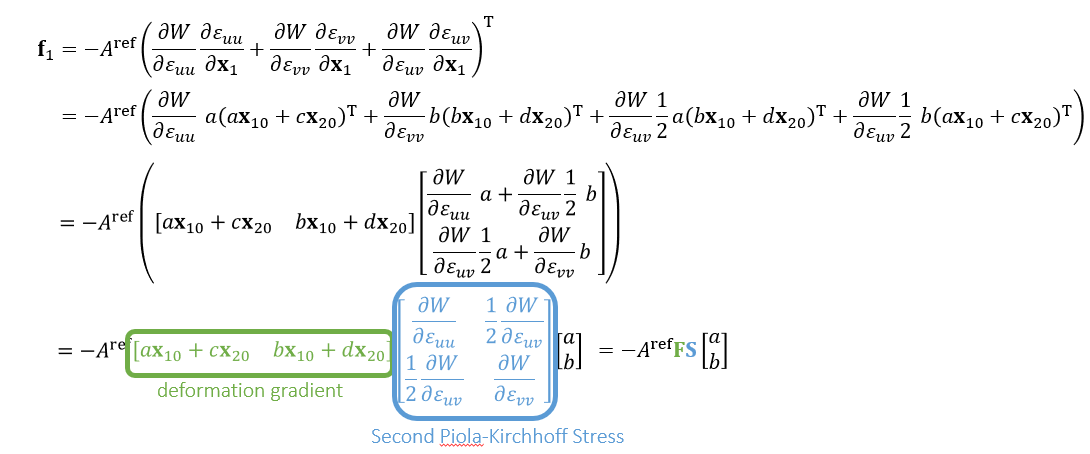 $\mathbf{f}_1 = -A^{\text{ref}} \left( \frac{\partial W}{\partial \varepsilon_{uu}} \frac{\partial \varepsilon_{uu}}{\partial \mathbf{x}_1} + \frac{\partial W}{\partial \varepsilon_{vv}} \frac{\partial \varepsilon_{vv}}{\partial \mathbf{x}_1} + \frac{\partial W}{\partial \varepsilon_{uv}} \frac{\partial \varepsilon_{uv}}{\partial \mathbf{x}_1} \right)^{\text{T}}$
$= -A^{\text{ref}} \left( \frac{\partial W}{\partial \varepsilon_{uu}} a(a\mathbf{x}_{10} + c\mathbf{x}_{20})^{\text{T}} + \frac{\partial W}{\partial \varepsilon_{vv}} b(b\mathbf{x}_{10} + d\mathbf{x}_{20})^{\text{T}} + \frac{\partial W}{\partial \varepsilon_{uv}} \frac{1}{2} a(b\mathbf{x}_{10} + d\mathbf{x}_{20})^{\text{T}} + \frac{\partial W}{\partial \varepsilon_{uv}} \frac{1}{2} b(a\mathbf{x}_{10} + c\mathbf{x}_{20})^{\text{T}} \right)$
$= -A^{\text{ref}} \left( [a\mathbf{x}_{10} + c\mathbf{x}_{20} \quad b\mathbf{x}_{10} + d\mathbf{x}_{20}] \begin{bmatrix} \frac{\partial W}{\partial \varepsilon_{uu}} a + \frac{\partial W}{\partial \varepsilon_{uv}} \frac{1}{2} b \\ \frac{\partial W}{\partial \varepsilon_{uv}} \frac{1}{2} a + \frac{\partial W}{\partial \varepsilon_{vv}} b \end{bmatrix} \right)$
$= -A^{\text{re}} [a\mathbf{x}_{10} + c\mathbf{x}_{20} \quad b\mathbf{x}_{10} + d\mathbf{x}_{20}] \begin{bmatrix} \frac{\partial W}{\partial \varepsilon_{uu}} & \frac{1}{2} \frac{\partial W}{\partial \varepsilon_{uv}} \\ \frac{1}{2} \frac{\partial W}{\partial \varepsilon_{uv}} & \frac{\partial W}{\partial \varepsilon_{vv}} \end{bmatrix} \begin{bmatrix} a \\ b \end{bmatrix} = -A^{\text{ref}} \mathbf{FS} \begin{bmatrix} a \\ b \end{bmatrix}$
deformation gradient
Second Piola-Kirchhoff Stress